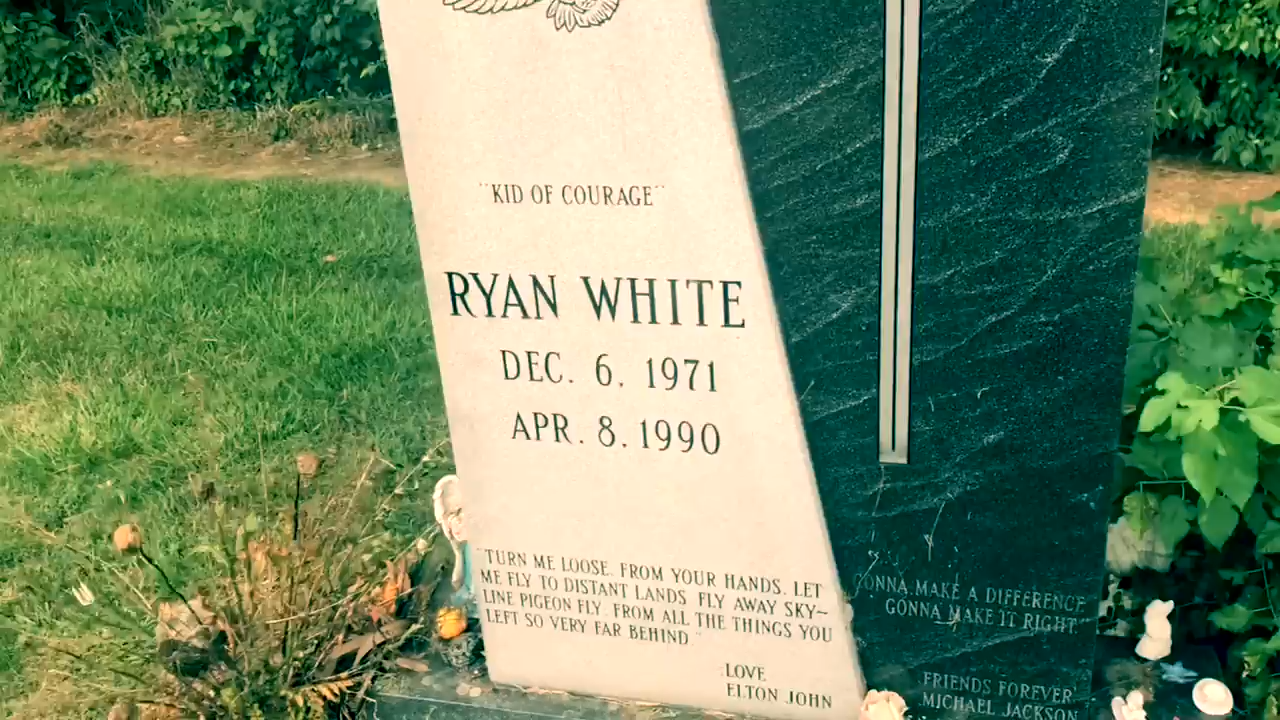 "KID OF COURAGE"
RYAN WHITE
DEC. 6. 1971
APR. 8. 1990
"TURN ME LOOSE. FROM YOUR HANDS. LET
ME FLY TO DISTANT LANDS. FLY AWAY SKY-
LINE PIGEON FLY. FROM ALL THE THINGS YOU
LEFT SO VERY FAR BEHIND."
LOVE
ELTON JOHN
GONNA MAKE A DIFFERENCE
GONNA MAKE IT RIGHT."
FRIENDS FOREVER
MICHAEL JACKSON